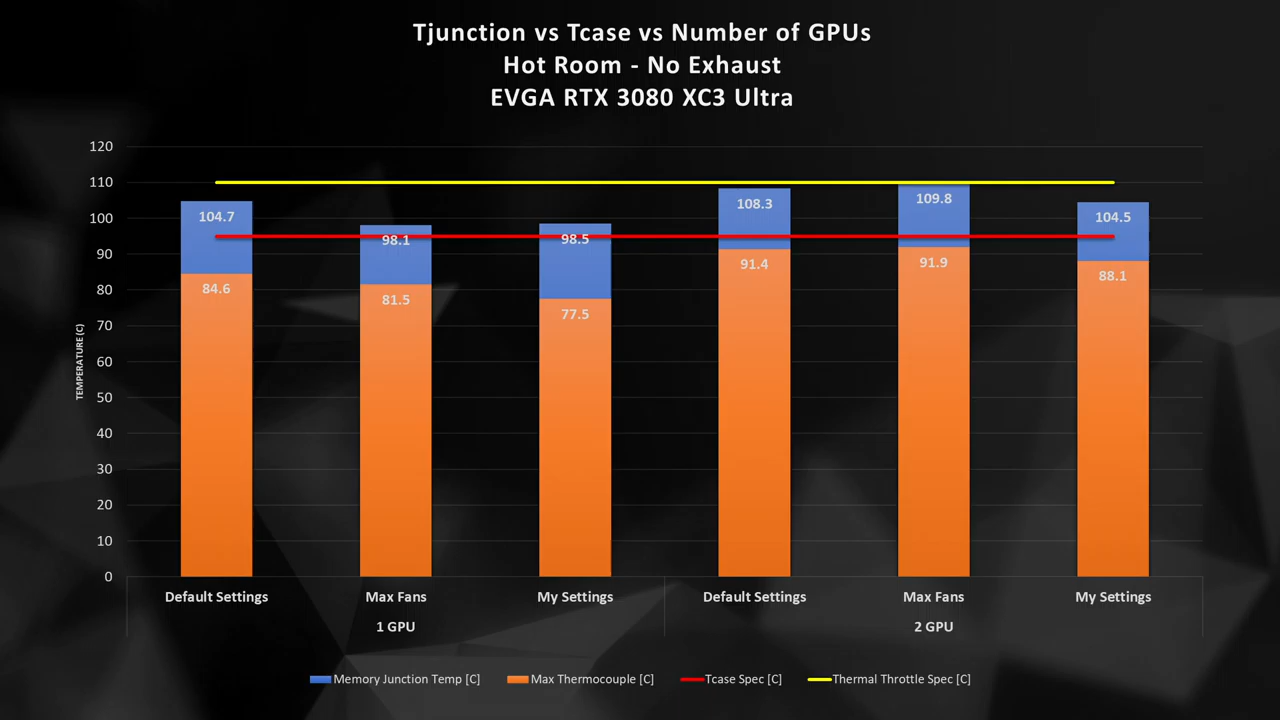 Tjunction vs Tcase vs Number of GPUs
Hot Room - No Exhaust
EVGA RTX 3080 XC3 Ultra
120
110
100
90
80
70
60
50
40
30
20
10
0
TEMPERATURE (C)
104.7
98.1
98.5
108.3
109.8
104.5
84.6
81.5
77.5
91.4
91.9
88.1
Default Settings
Max Fans
My Settings
Default Settings
Max Fans
My Settings
1 GPU
2 GPU
Memory Junction Temp [C]
Max Thermocouple [C]
Tcase Spec [C]
Thermal Throttle Spec [C]